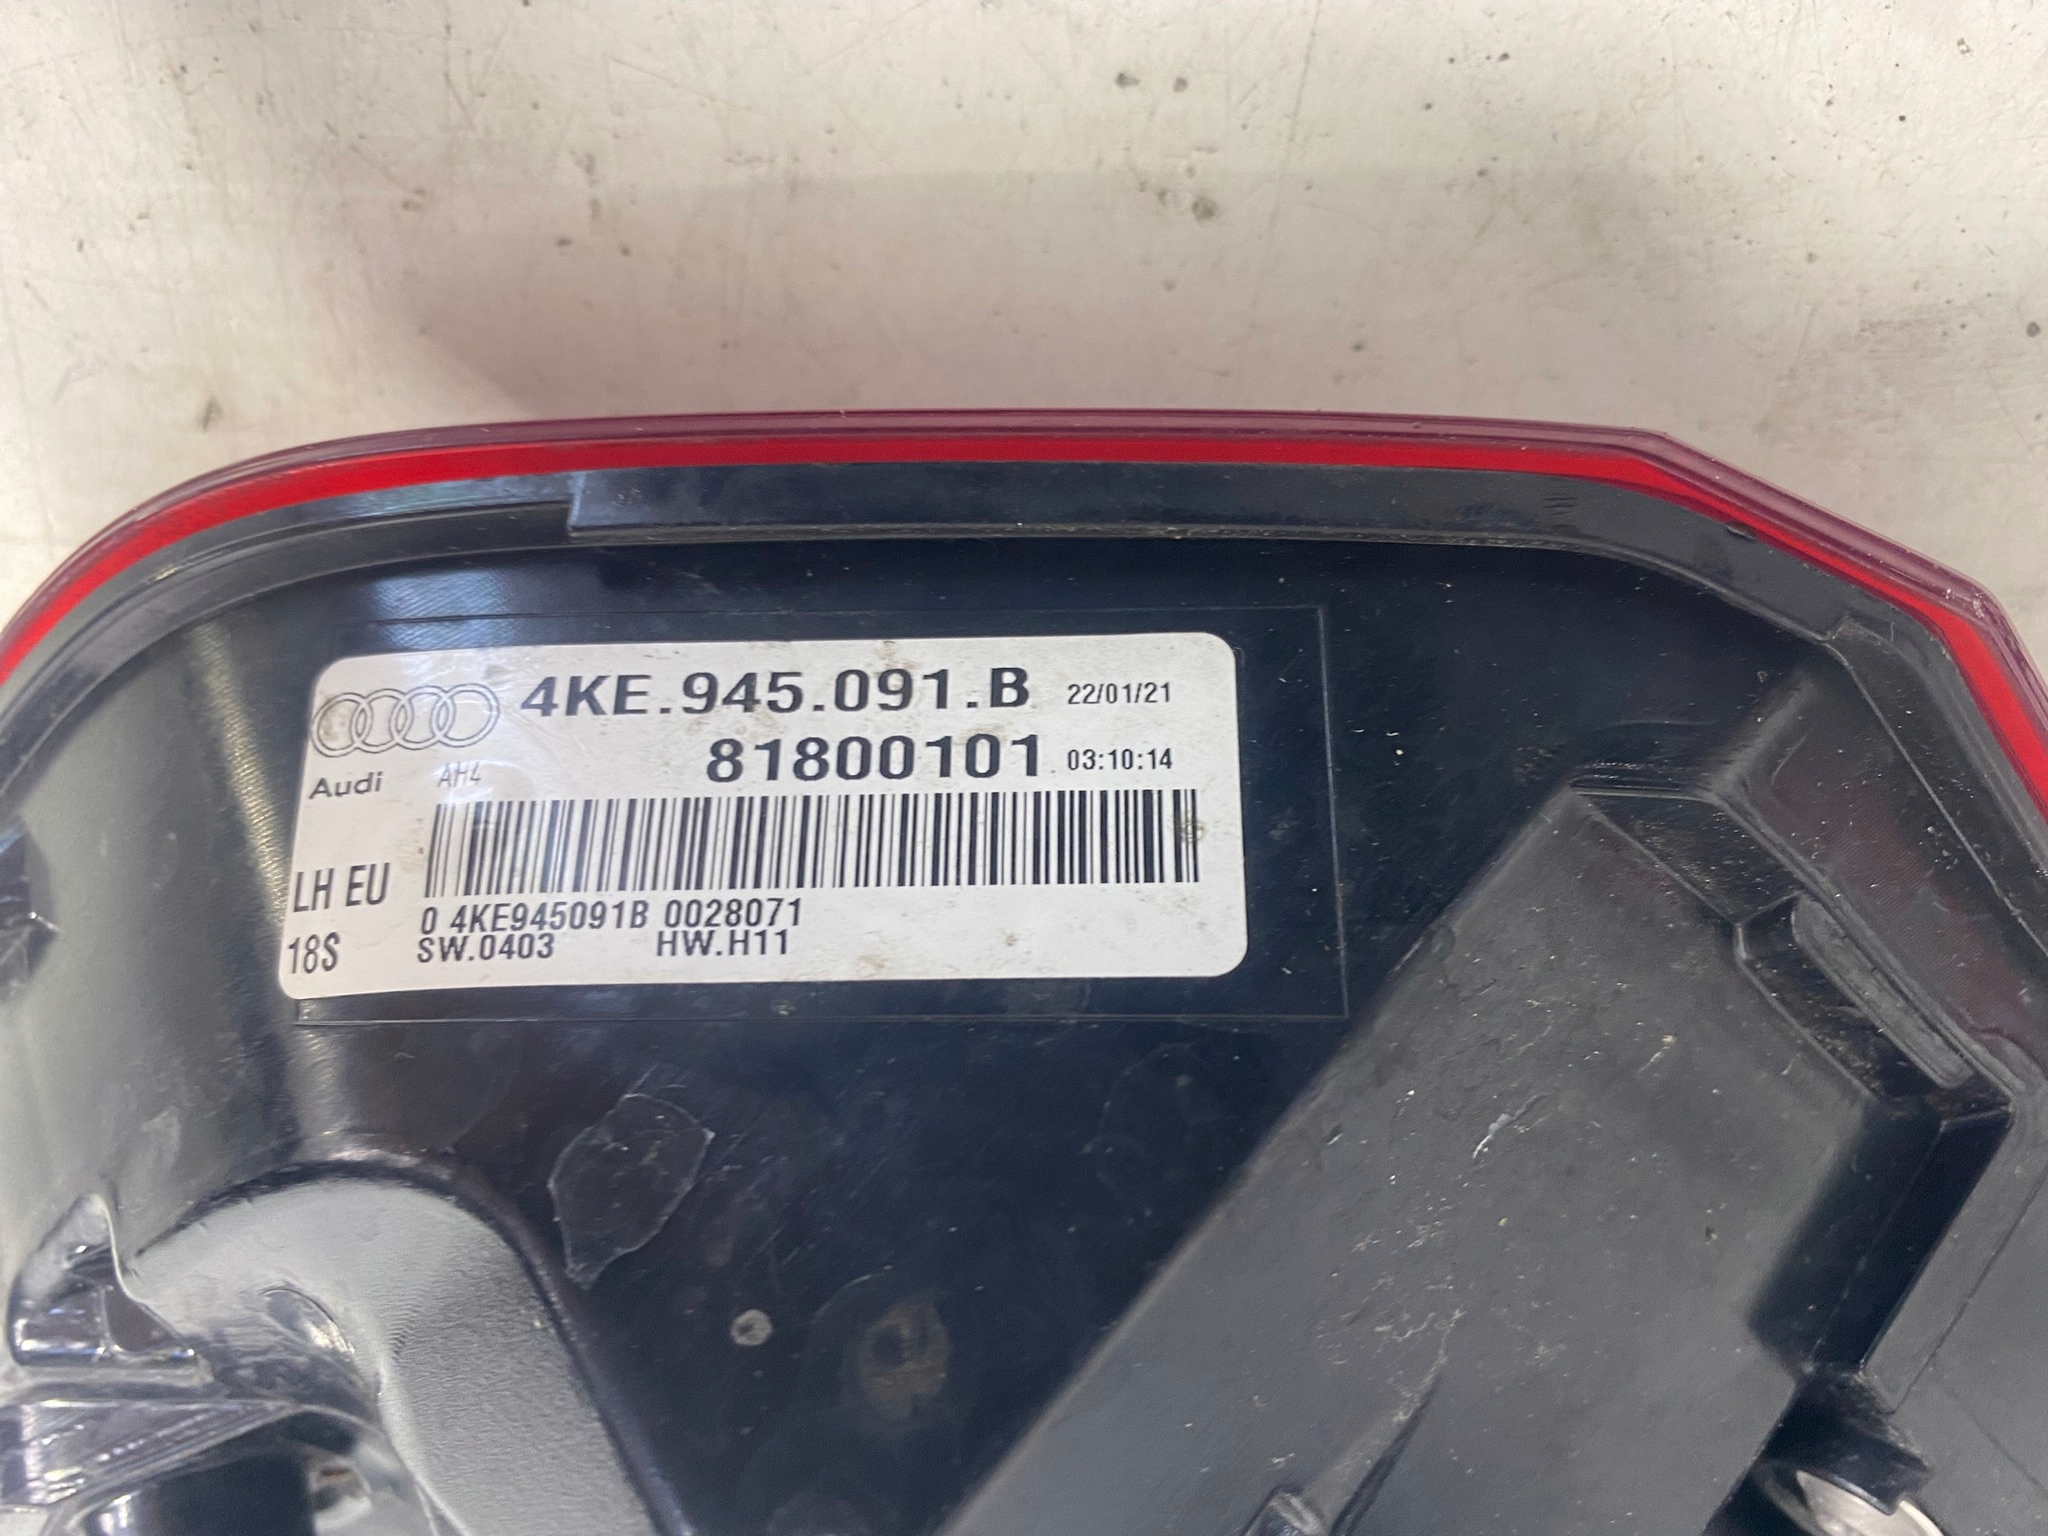 4KE.945.091.B 22/01/21
81800101 03:10:14
Audi AH4
LH EU
0 4KE945091B 0028071
18S SW.0403 HW.H11